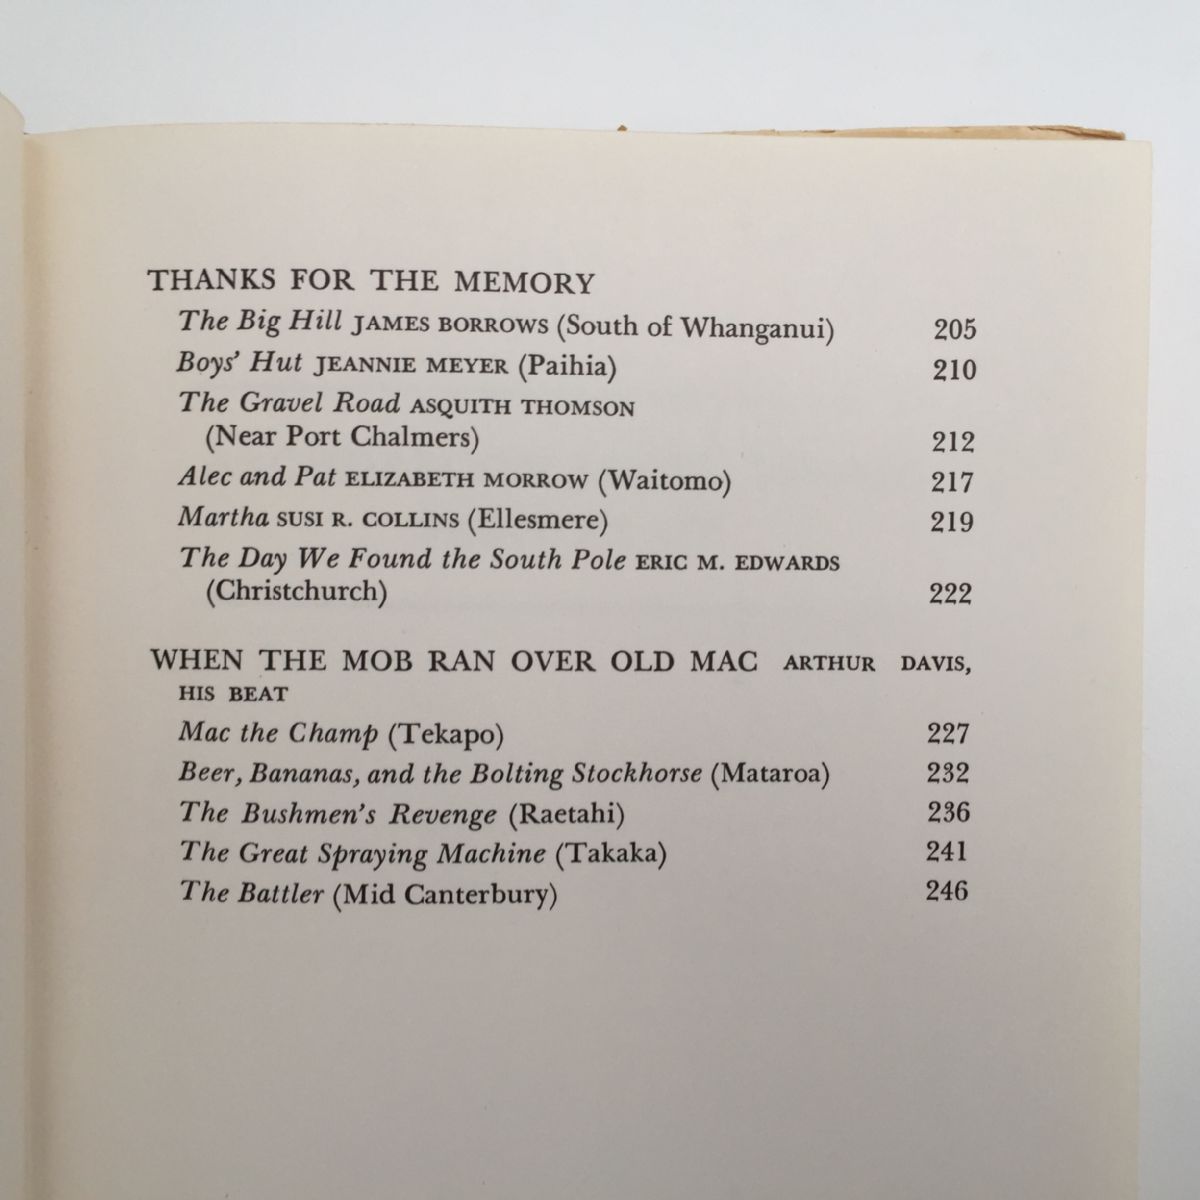 THANKS FOR THE MEMORY
The Big Hill JAMES BORROWS (South of Whanganui) 205
Boys' Hut JEANNIE MEYER (Paihia) 210
The Gravel Road ASQUITH THOMSON
(Near Port Chalmers) 212
Alec and Pat ELIZABETH MORROW (Waitomo) 217
Martha SUSI R. COLLINS (Ellesmere) 219
The Day We Found the South Pole ERIC M. EDWARDS
(Christchurch) 222
WHEN THE MOB RAN OVER OLD MAC ARTHUR DAVIS,
HIS BEAT
Mac the Champ (Tekapo) 227
Beer, Bananas, and the Bolting Stockhorse (Mataroa) 232
The Bushmen's Revenge (Raetahi) 236
The Great Spraying Machine (Takaka) 241
The Battler (Mid Canterbury) 246